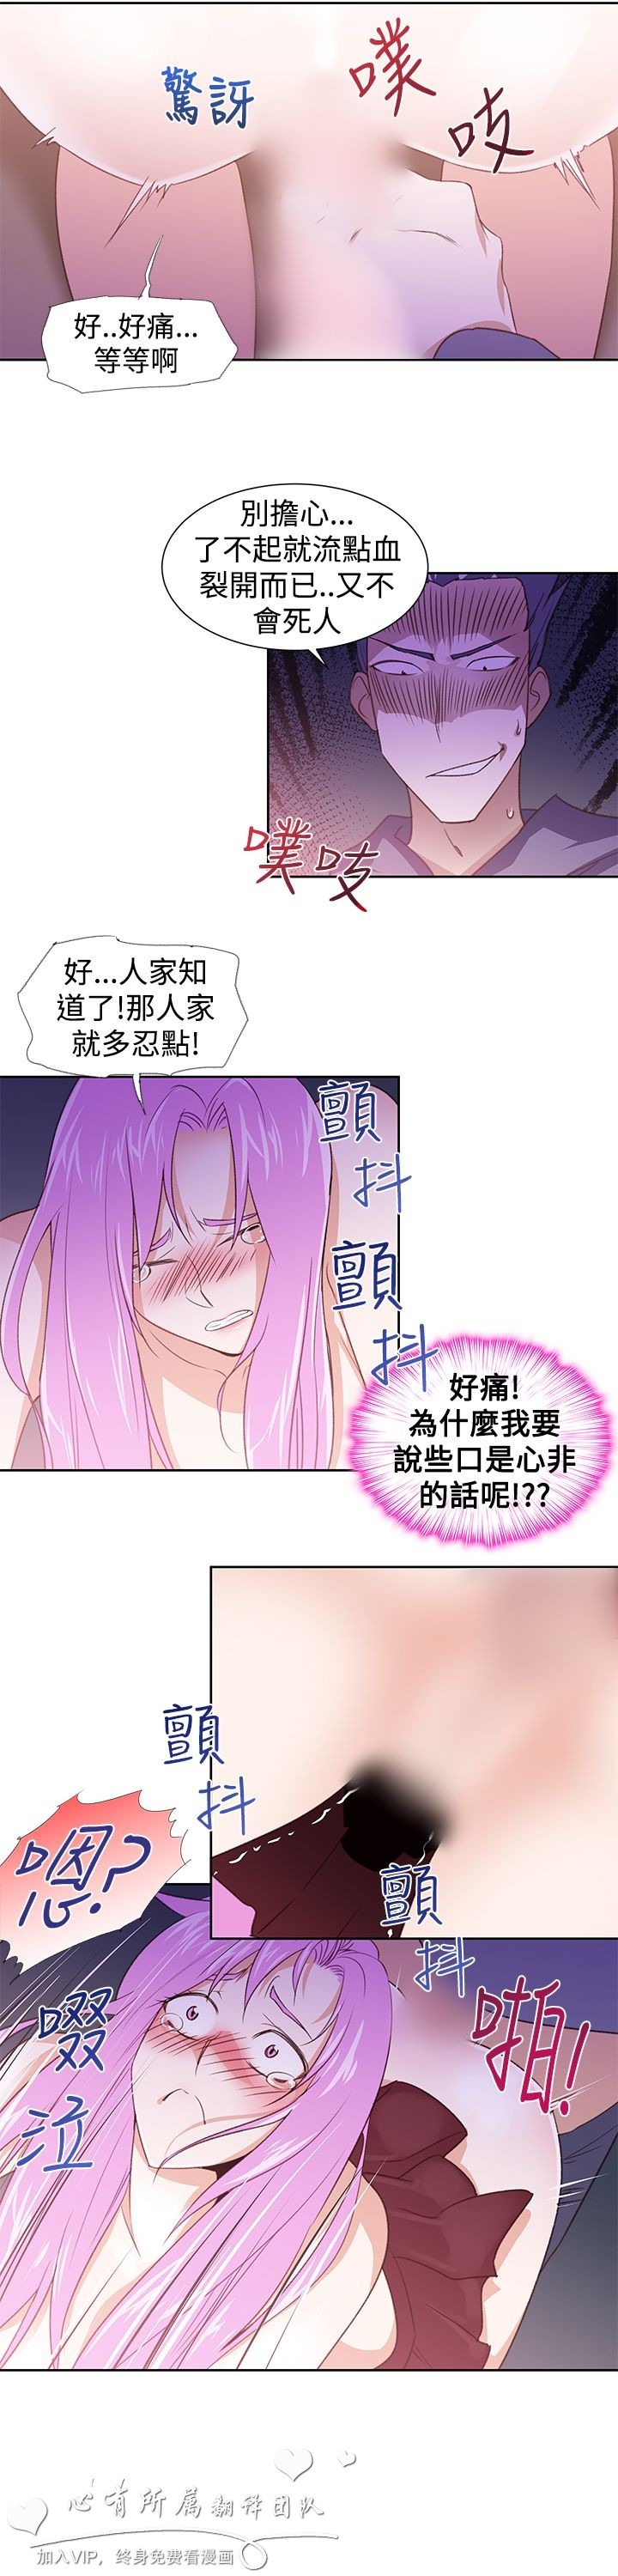 驚訝
噗
吱
好..好痛...
等等啊
別擔心...
了不起就流點血
裂開而已..又不
會死人
噗吱
好...人家知
道了!那人家
就多忍點!
顫
抖
顫
抖
好痛!
為什麼我要
說些口是心非
的話呢!??
顫
抖
嗯?
顫
抖
啜
泣
啪!
心有所属翻译团队
加入VIP，终身免费看漫画